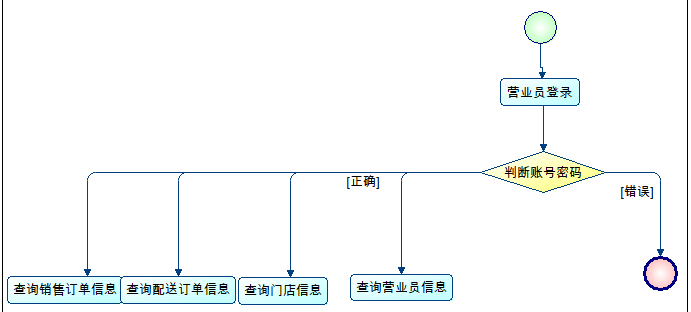 营业员登录
判断账号密码
[正确]
[错误]
查询销售订单信息
查询配送订单信息
查询门店信息
查询营业员信息